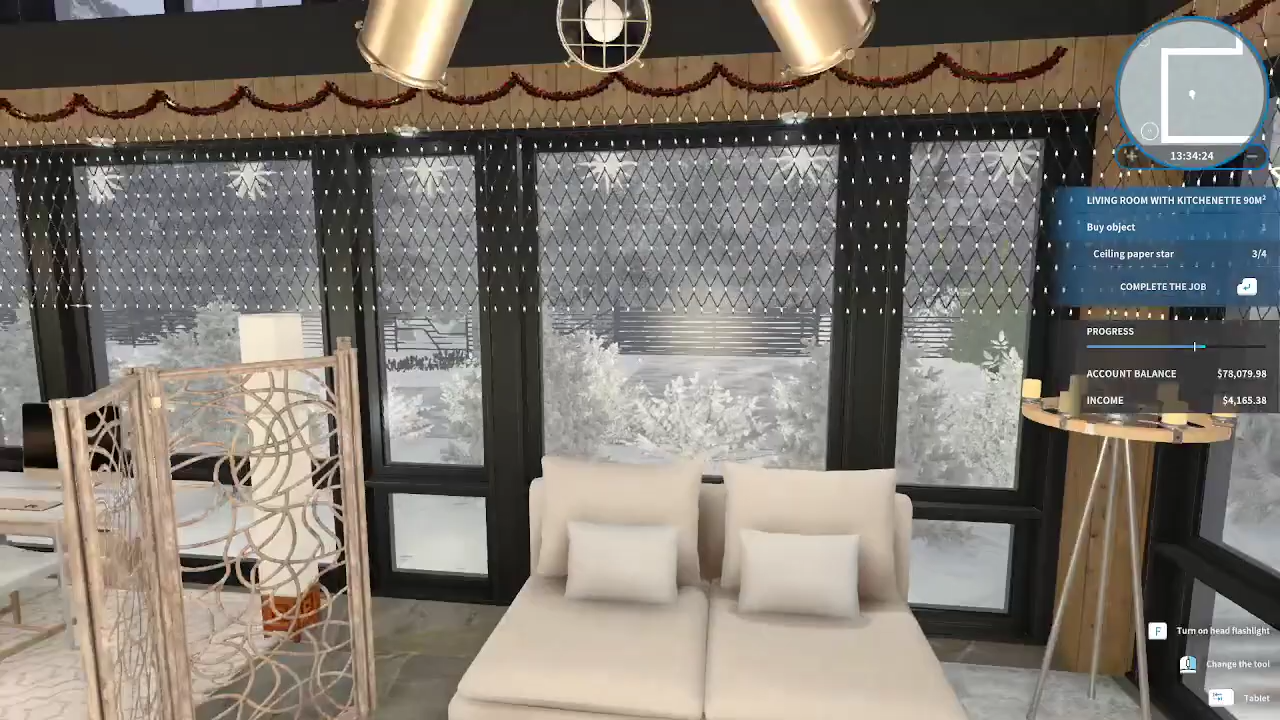 13:34:24
LIVING ROOM WITH KITCHENETTE 90M²
Buy object 1
Ceiling paper star 3/4
COMPLETE THE JOB
PROGRESS
ACCOUNT BALANCE $78,079.98
INCOME $4,165.38
F Turn on head flashlight
Change the tool
Tablet